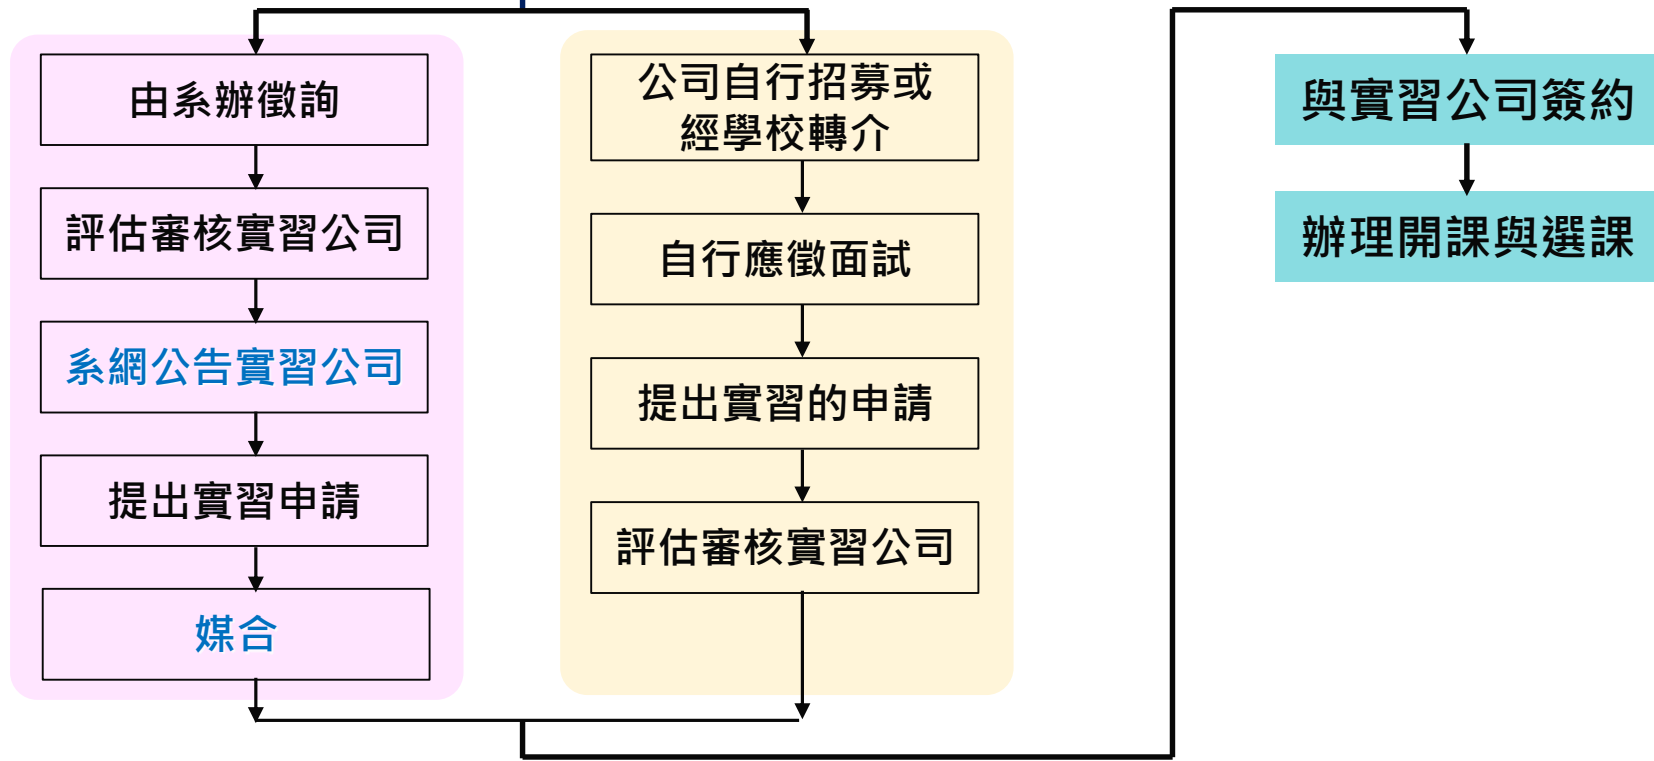 由系辦徵詢
評估審核實習公司
系網公告實習公司
提出實習申請
媒合
公司自行招募或
經學校轉介
自行應徵面試
提出實習的申請
評估審核實習公司
與實習公司簽約
辦理開課與選課